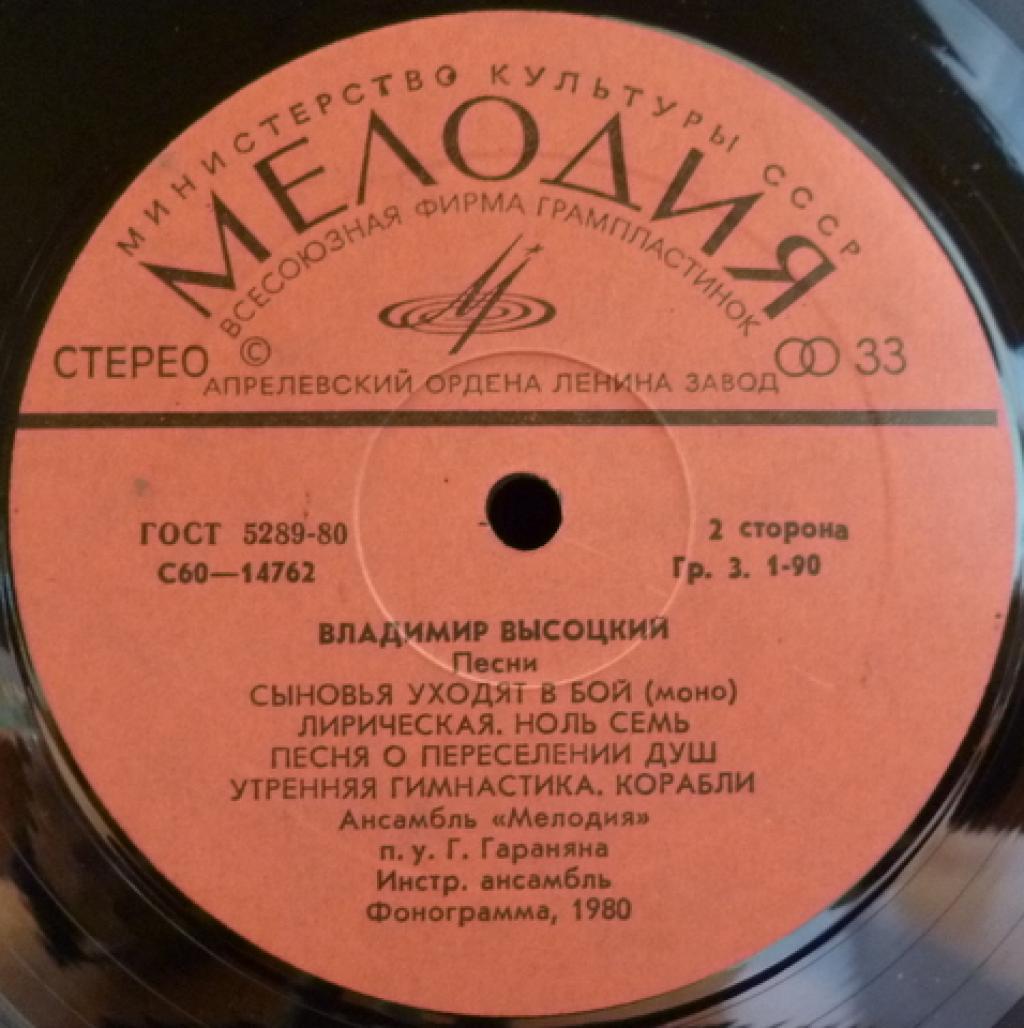 МИНИСТЕРСТВО КУЛЬТУРЫ СССР
МЕЛОДИЯ
ВСЕСОЮЗНАЯ ФИРМА ГРАМПЛАСТИНОК
СТЕРЕО © 33
АПРЕЛЕВСКИЙ ОРДЕНА ЛЕНИНА ЗАВОД
ГОСТ 5289-80 2 сторона
С60—14762 Гр. 3. 1-90
ВЛАДИМИР ВЫСОЦКИЙ
Песни
СЫНОВЬЯ УХОДЯТ В БОЙ (моно)
ЛИРИЧЕСКАЯ. НОЛЬ СЕМЬ
ПЕСНЯ О ПЕРЕСЕЛЕНИИ ДУШ
УТРЕННЯЯ ГИМНАСТИКА. КОРАБЛИ
Ансамбль «Мелодия»
п. у. Г. Гараняна
Инстр. ансамбль
Фонограмма, 1980